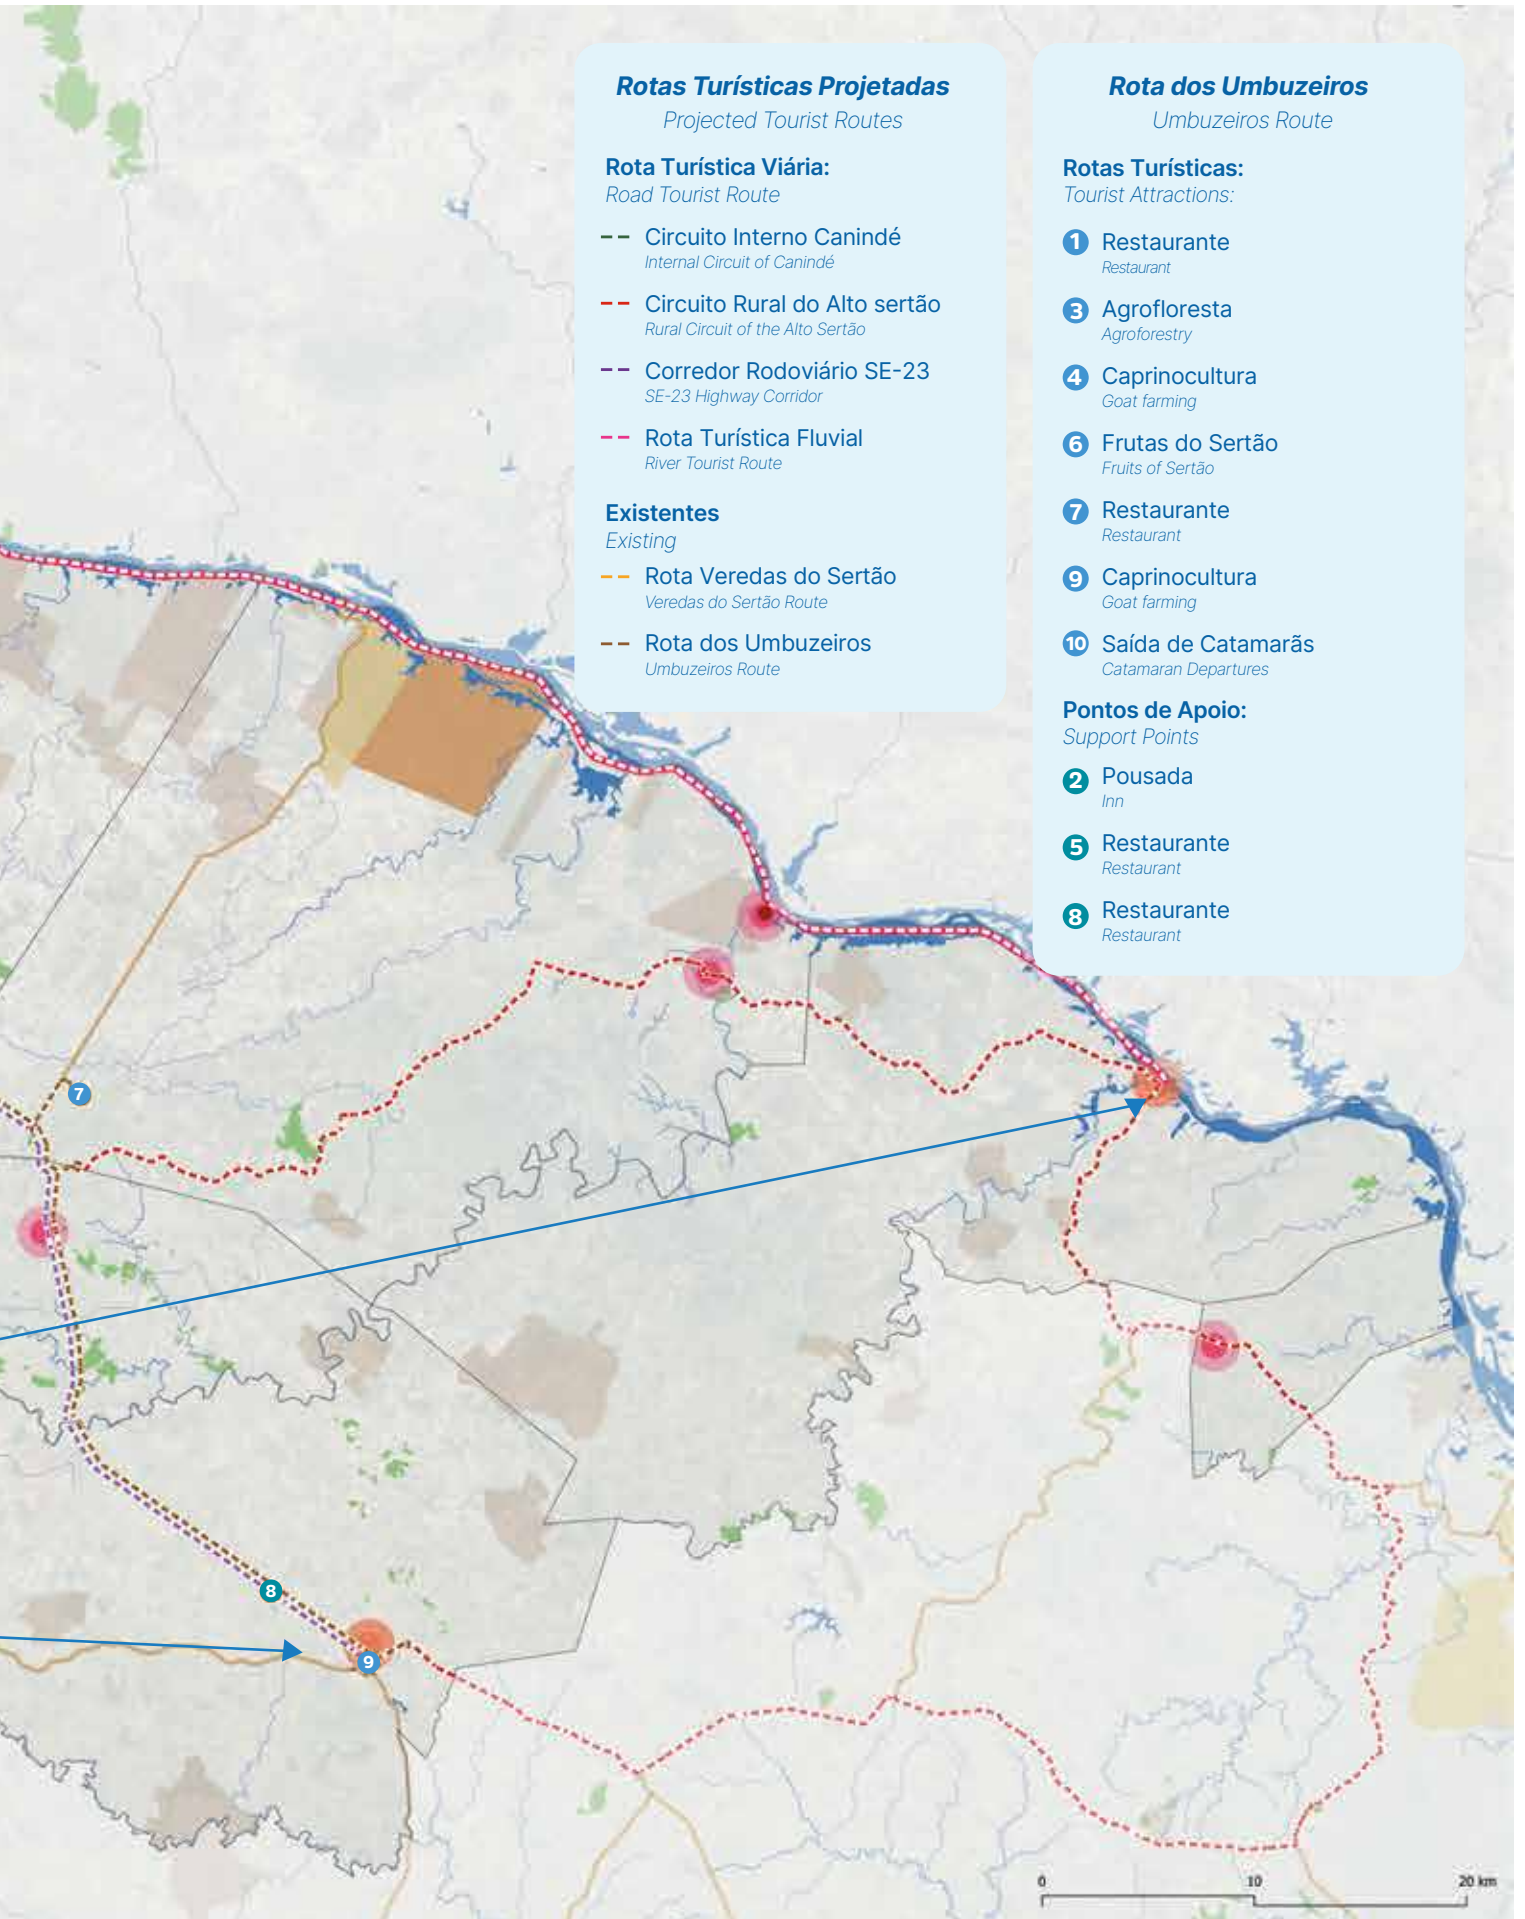 Rotas Turísticas Projetadas
Projected Tourist Routes
Rota Turística Viária:
Road Tourist Route
Circuito Interno Canindé
Internal Circuit of Canindé
Circuito Rural do Alto sertão
Rural Circuit of the Alto Sertão
Corredor Rodoviário SE-23
SE-23 Highway Corridor
Rota Turística Fluvial
River Tourist Route
Existentes
Existing
Rota Veredas do Sertão
Veredas do Sertão Route
Rota dos Umbuzeiros
Umbuzeiros Route
Rota dos Umbuzeiros
Umbuzeiros Route
Rotas Turísticas:
Tourist Attractions:
1 Restaurante
Restaurant
3 Agrofloresta
Agroforestry
4 Caprinocultura
Goat farming
6 Frutas do Sertão
Fruits of Sertão
7 Restaurante
Restaurant
9 Caprinocultura
Goat farming
10 Saída de Catamarãs
Catamaran Departures
Pontos de Apoio:
Support Points
2 Pousada
Inn
5 Restaurante
Restaurant
8 Restaurante
Restaurant
7
8
9
0 10 20 km